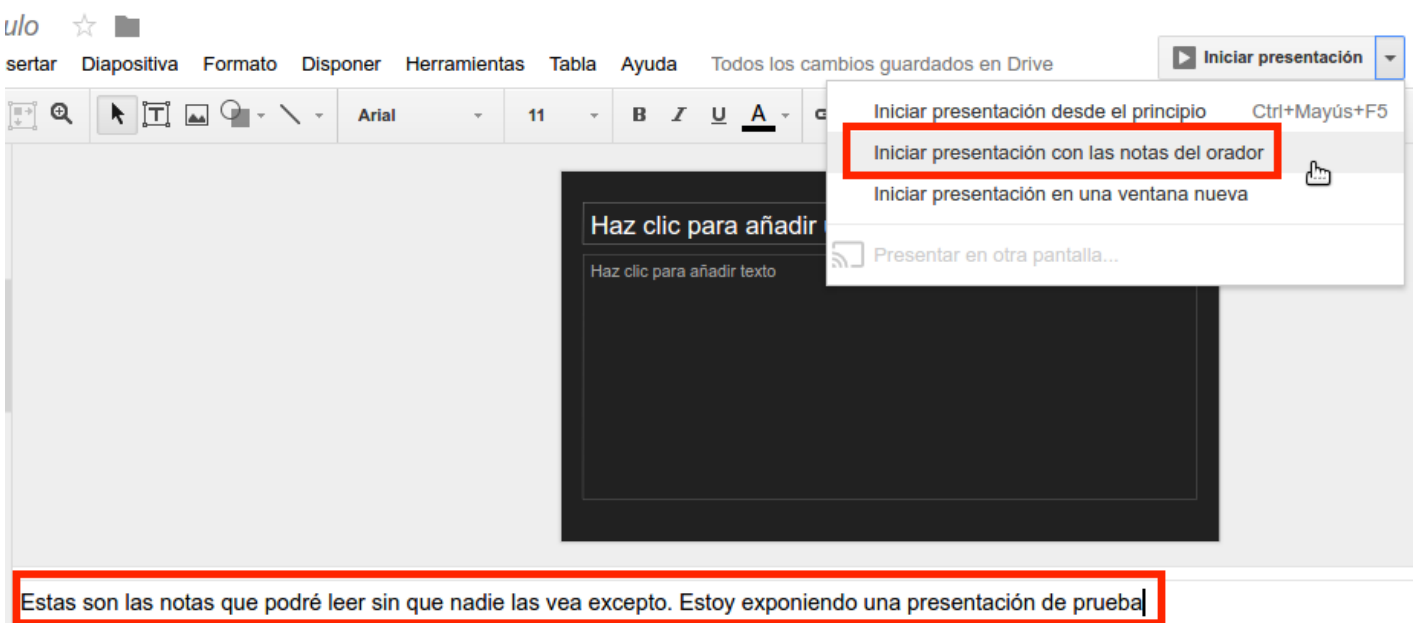 ulo
sertar Diapositiva Formato Disponer Herramientas Tabla Ayuda Todos los cambios guardados en Drive
Iniciar presentación
Arial 11 B I U A
Iniciar presentación desde el principio Ctrl+Mayús+F5
Iniciar presentación con las notas del orador
Iniciar presentación en una ventana nueva
Presentar en otra pantalla...
Haz clic para añadir
Haz clic para añadir texto
Estas son las notas que podré leer sin que nadie las vea excepto. Estoy exponiendo una presentación de prueba